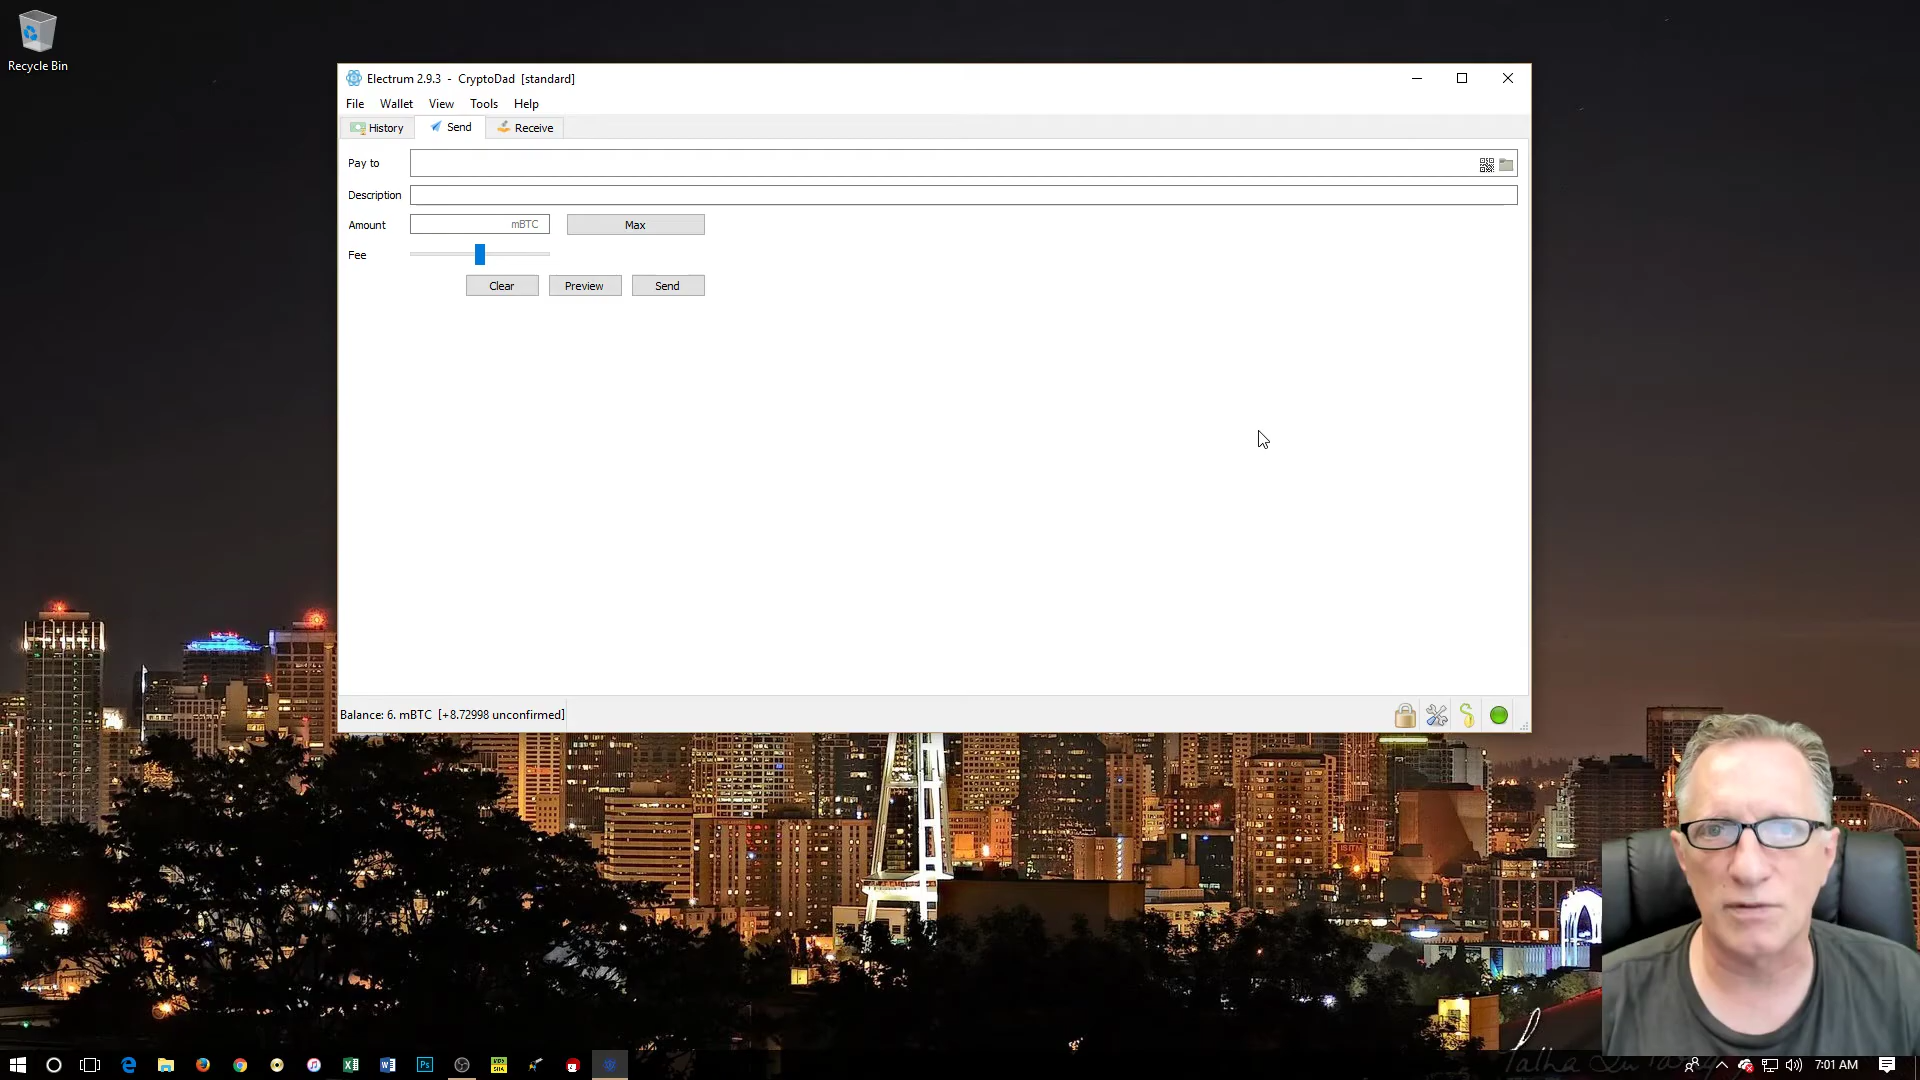 Recycle Bin
Electrum 2.9.3 - CryptoDad [standard]
File Wallet View Tools Help
History Send Receive
Pay to
Description
Amount mBTC Max
Fee
Clear Preview Send
Balance: 6. mBTC [+8.72998 unconfirmed]
7:01 AM